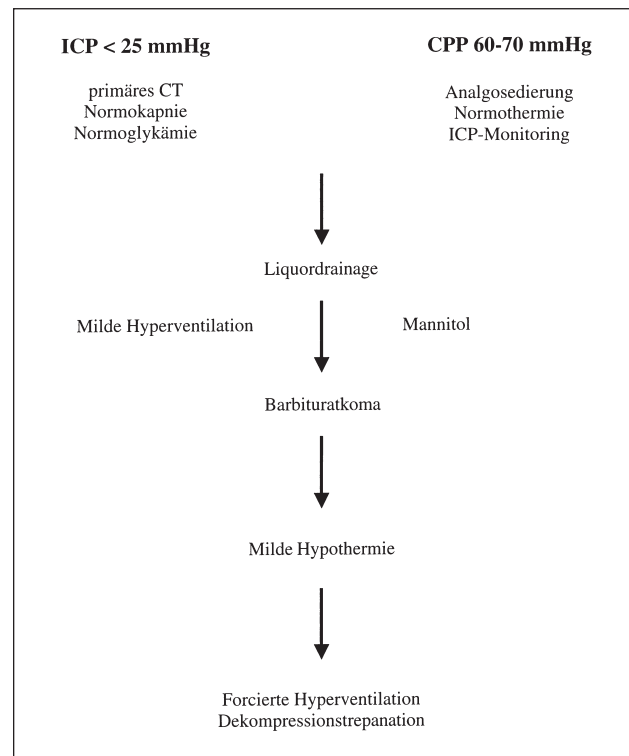 ICP < 25 mmHg
primäres CT
Normokapnie
Normoglykämie
CPP 60-70 mmHg
Analgosedierung
Normothermie
ICP-Monitoring
Liquordrainage
Milde Hyperventilation
Mannitol
Barbituratkoma
Milde Hypothermie
Forcierte Hyperventilation
Dekompressionstrepanation